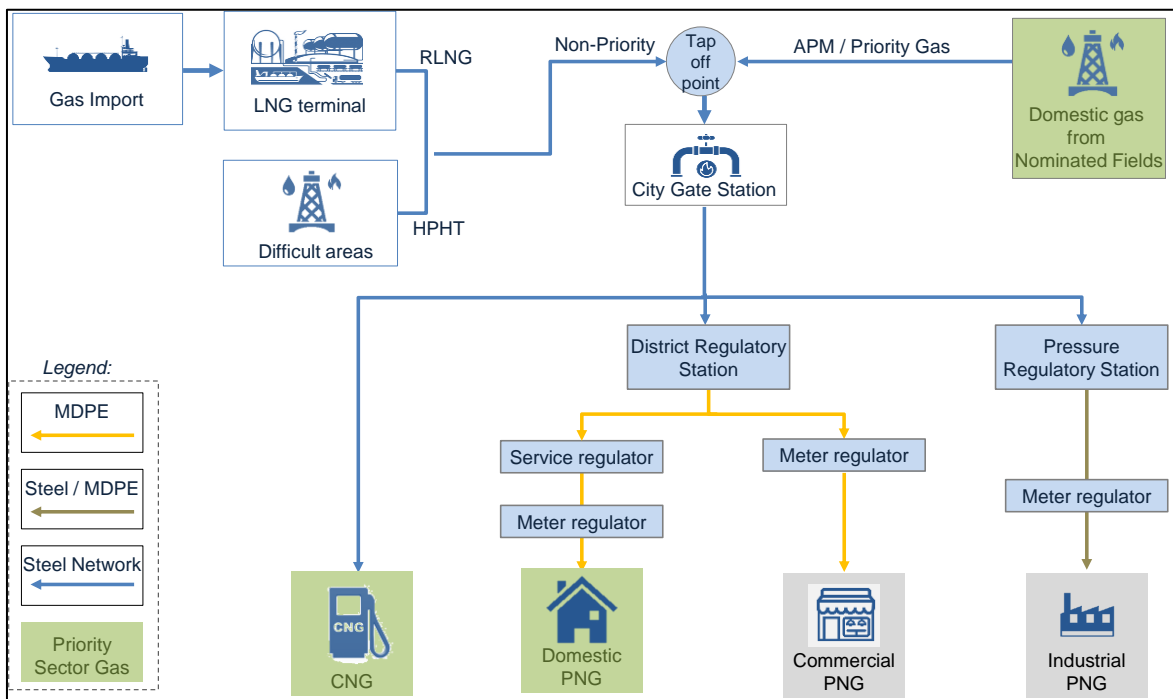 Gas Import
LNG terminal
RLNG
Non-Priority
Tap
off
point
APM / Priority Gas
Domestic gas
from
Nominated Fields
Difficult areas
HPHT
City Gate Station
District Regulatory
Station
Pressure
Regulatory Station
Legend:
MDPE
Steel / MDPE
Steel Network
Priority
Sector Gas
Service regulator
Meter regulator
Meter regulator
Meter regulator
CNG
CNG
Domestic
PNG
Commercial
PNG
Industrial
PNG